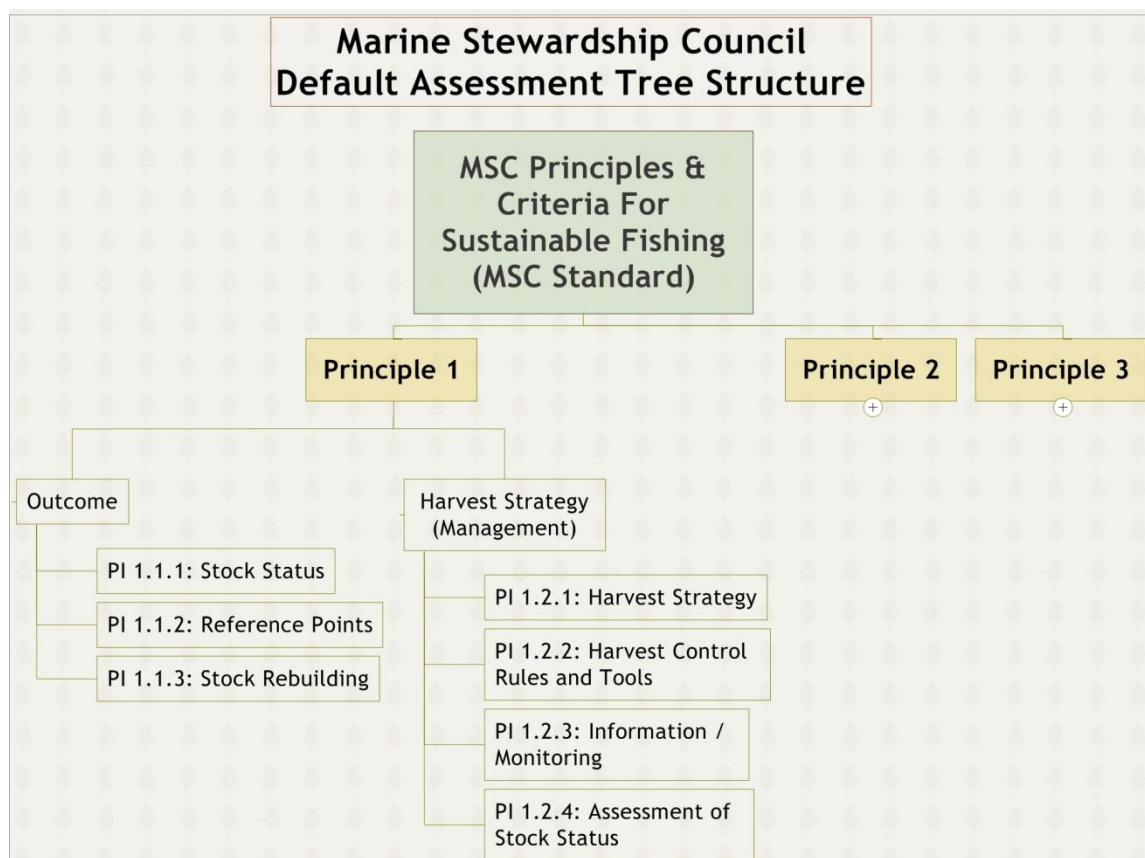 Marine Stewardship Council
Default Assessment Tree Structure
MSC Principles &
Criteria For
Sustainable Fishing
(MSC Standard)
Principle 1
Principle 2
Principle 3
Outcome
PI 1.1.1: Stock Status
PI 1.1.2: Reference Points
PI 1.1.3: Stock Rebuilding
Harvest Strategy
(Management)
PI 1.2.1: Harvest Strategy
PI 1.2.2: Harvest Control
Rules and Tools
PI 1.2.3: Information /
Monitoring
PI 1.2.4: Assessment of
Stock Status